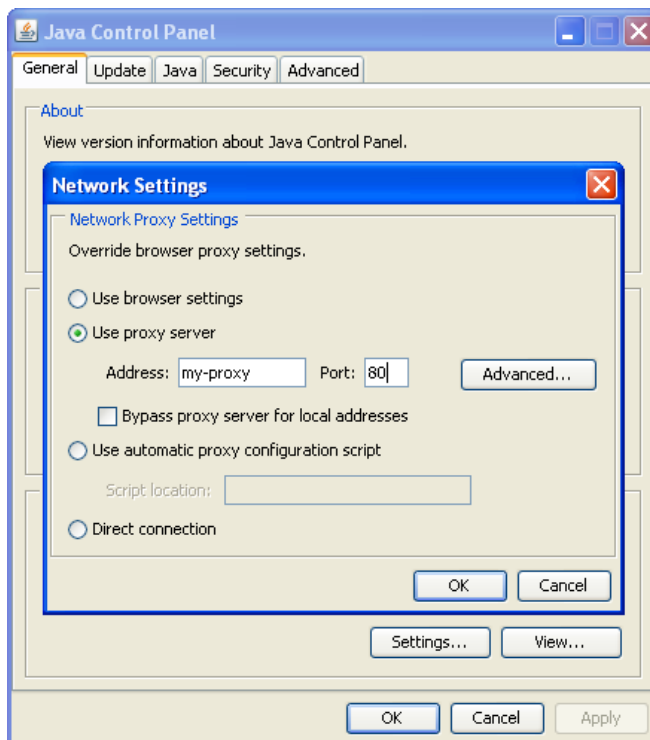 Java Control Panel
General Update Java Security Advanced
About
View version information about Java Control Panel.
Network Settings
Network Proxy Settings
Override browser proxy settings.
Use browser settings
Use proxy server
Address: my-proxy Port: 80 Advanced...
Bypass proxy server for local addresses
Use automatic proxy configuration script
Script location:
Direct connection
OK Cancel
Settings... View...
OK Cancel Apply